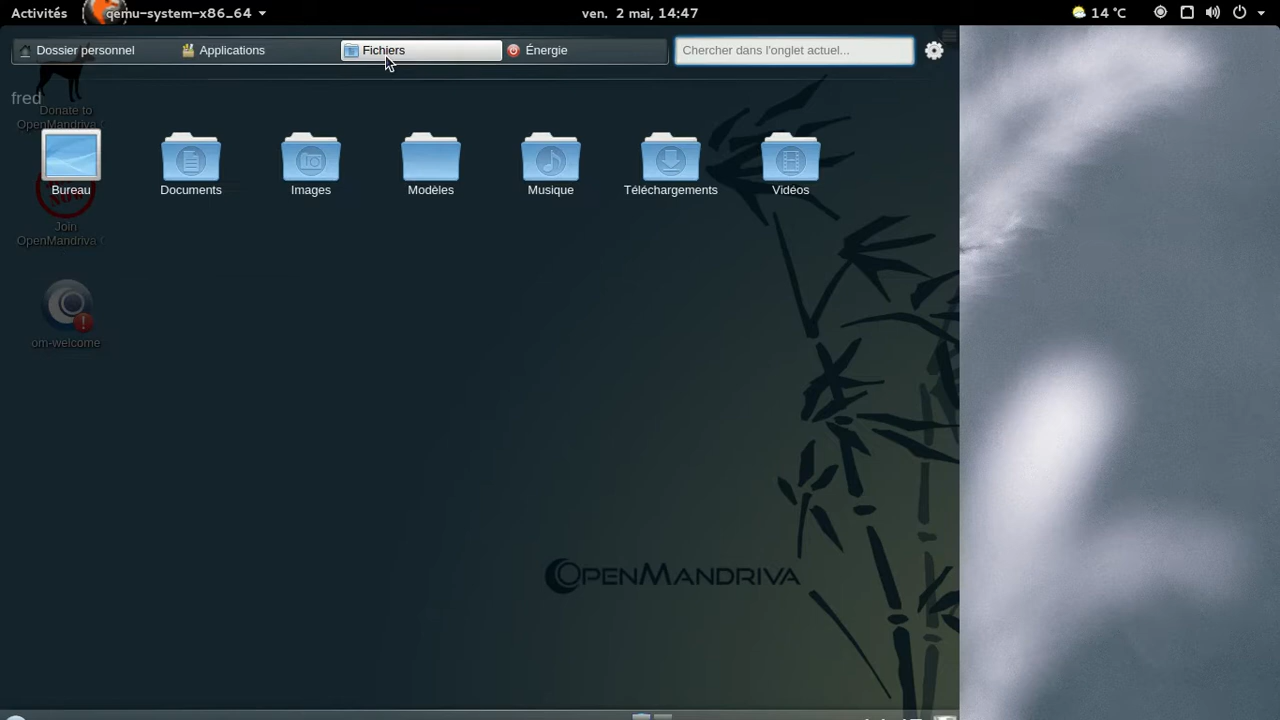 Activités
qemu-system-x86_64
ven. 2 mai, 14:47
14 °C
Dossier personnel
Applications
Fichiers
Énergie
Chercher dans l'onglet actuel...
fred
Donate to
OpenMandriva
Bureau
Documents
Images
Modèles
Musique
Téléchargements
Vidéos
NOW
Join
OpenMandriva
om-welcome
OPENMANDRIVA